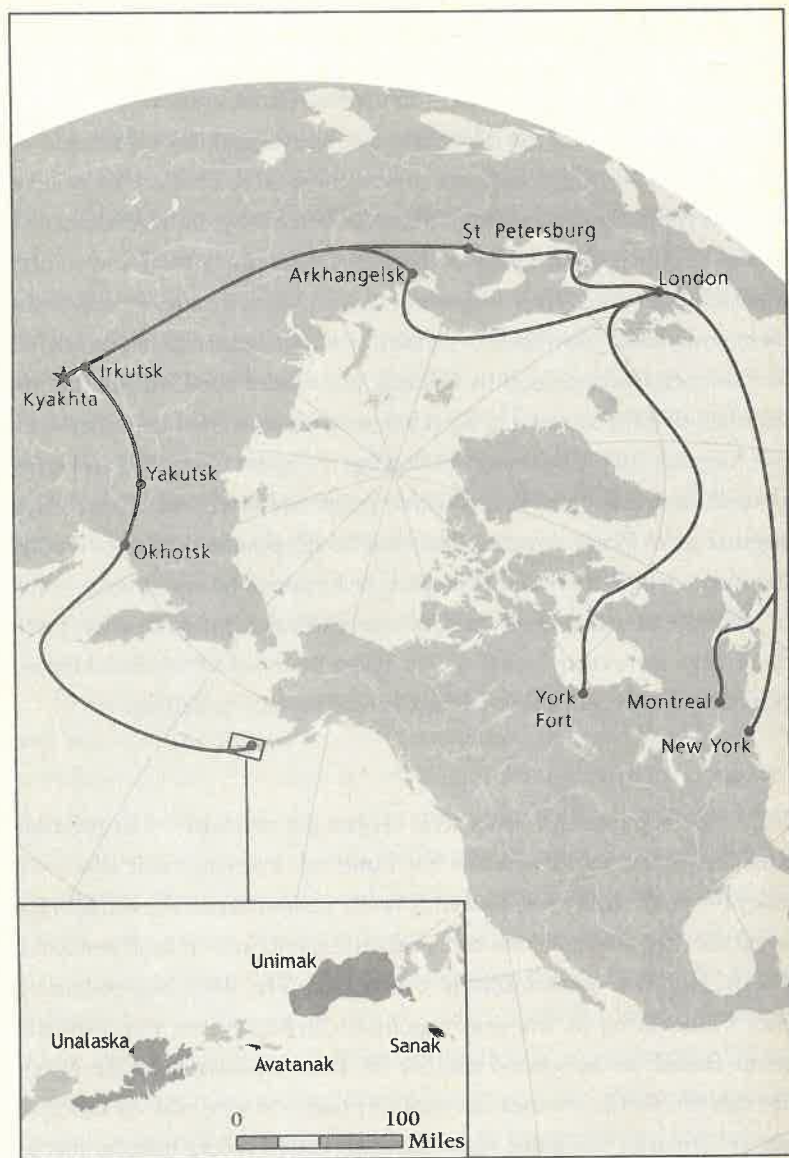 St Petersburg
Arkhangelsk
London
Irkutsk
Kyakhta
Yakutsk
Okhotsk
York
Fort
Montreal
New York
Unimak
Unalaska
Avatanak
Sanak
0 100
Miles